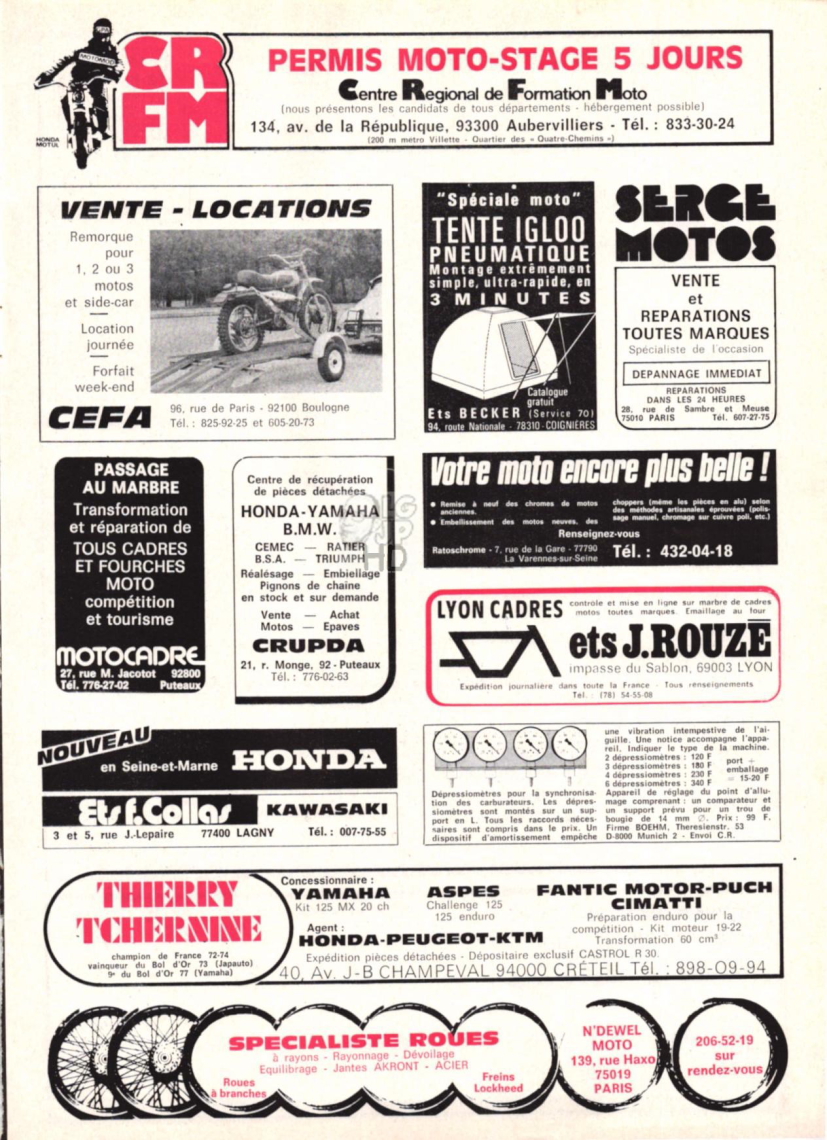 CR
FM
MOTOMOD
HONDA
MOTUL
PERMIS MOTO-STAGE 5 JOURS
Centre Regional de Formation Moto
(nous présentons les candidats de tous départements - hébergement possible)
134, av. de la République, 93300 Aubervilliers - Tél. : 833-30-24
(200 m metro Villette - Quartier des « Quatre-Chemins »)
VENTE - LOCATIONS
Remorque
pour
1, 2 ou 3
motos
et side-car
Location
journée
Forfait
week-end
CEFA
96, rue de Paris - 92100 Boulogne
Tél. : 825-92-25 et 605-20-73
"Spéciale moto"
TENTE IGLOO
PNEUMATIQUE
Montage extrêmement
simple, ultra-rapide, en
3 MINUTES
Catalogue
gratuit
Ets BECKER (Service 70)
94, route Nationale - 78310 - COIGNIÈRES
SERGE
MOTOS
VENTE
et
REPARATIONS
TOUTES MARQUES
Spécialiste de l'occasion
DEPANNAGE IMMEDIAT
REPARATIONS
DANS LES 24 HEURES
28, rue de Sambre et Meuse
75010 PARIS Tél. 607-27-75
PASSAGE
AU MARBRE
Transformation
et réparation de
TOUS CADRES
ET FOURCHES
MOTO
compétition
et tourisme
MOTOCADRE
27, rue M. Jacotot 92800
Tél. 776-27-02 Puteaux
Centre de récupération
de pièces détachées
HONDA-YAMAHA
B.M.W.
CEMEC — RATIER
B.S.A. — TRIUMPH
Réalésage — Embiellage
Pignons de chaine
en stock et sur demande
Vente — Achat
Motos — Epaves
CRUPDA
21, r. Monge, 92 - Puteaux
Tél. : 776-02-63
HD
Votre moto encore plus belle !
● Remise à neuf des chromes de motos
anciennes.
● Embellissement des motos neuves, des
choppers (même les pièces en alu) selon
des méthodes artisanales éprouvées (polis-
sage manuel, chromage sur cuivre poli, etc.)
Renseignez-vous
Ratoschrome - 7, rue de la Gare - 77790
La Varennes-sur-Seine
Tél. : 432-04-18
LYON CADRES
controle et mise en ligne sur marbre de cadres
motos toutes marques. Emaillage au four
ets J.ROUZÉ
impasse du Sablon, 69003 LYON
Expédition journalière dans toute la France - Tous renseignements
Tél. : (78) 54-55-08
NOUVEAU
en Seine-et-Marne HONDA
Ets f.Collas KAWASAKI
3 et 5, rue J.-Lepaire 77400 LAGNY Tél. : 007-75-55
Dépressiomètres pour la synchronisa-
tion des carburateurs. Les dépres-
siomètres sont montés sur un sup-
port en L. Tous les raccords néces-
saires sont compris dans le prix. Un
dispositif d'amortissement empêche
une vibration intempestive de l'ai-
guille. Une notice accompagne l'appa-
reil. Indiquer le type de la machine.
2 dépressiomètres : 120 F
3 dépressiomètres : 180 F
4 dépressiomètres : 230 F
6 dépressiomètres : 340 F
port +
emballage
= 15-20 F
Appareil de réglage du point d'allu-
mage comprenant : un comparateur et
un support prévu pour un trou de
bougie de 14 mm ∅. Prix : 99 F.
Firme BOEHM, Theresienstr. 53
D-8000 Munich 2 - Envoi C.R.
THIERRY
TCHERNINE
champion de France 72-74
vainqueur du Bol d'Or 73 (Japauto)
9e du Bol d'Or 77 (Yamaha)
Concessionnaire :
YAMAHA
Kit 125 MX 20 ch
ASPES
Challenge 125
125 enduro
FANTIC MOTOR-PUCH
CIMATTI
Préparation enduro pour la
compétition - Kit moteur 19-22
Transformation 60 cm³
Agent :
HONDA-PEUGEOT-KTM
Expédition pièces détachées - Dépositaire exclusif CASTROL R 30.
40, Av. J-B CHAMPEVAL 94000 CRÉTEIL Tél. : 898-09-94
SPECIALISTE ROUES
à rayons - Rayonnage - Dévoilage
Equilibrage - Jantes AKRONT - ACIER
Roues
à branches
Freins
Lockheed
N'DEWEL
MOTO
139, rue Haxo
75019
PARIS
206-52-19
sur
rendez-vous